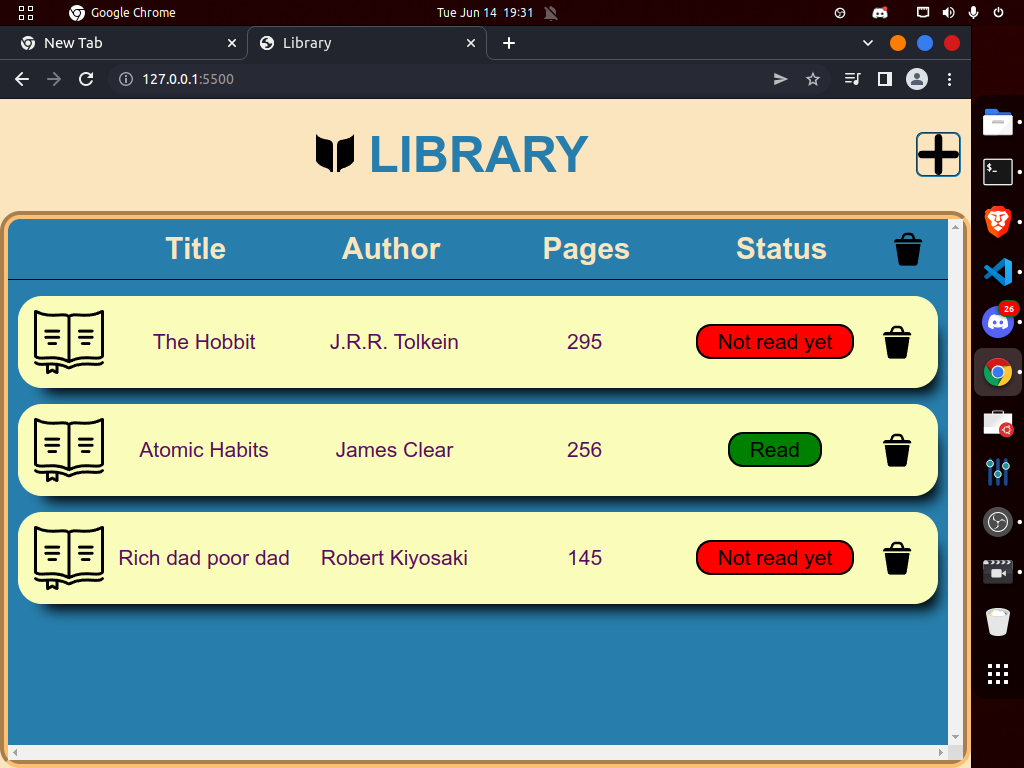 Google Chrome
Tue Jun 14 19:31
New Tab
Library
127.0.0.1:5500
LIBRARY
Title Author Pages Status
The Hobbit J.R.R. Tolkein 295 Not read yet
Atomic Habits James Clear 256 Read
Rich dad poor dad Robert Kiyosaki 145 Not read yet
$_
26